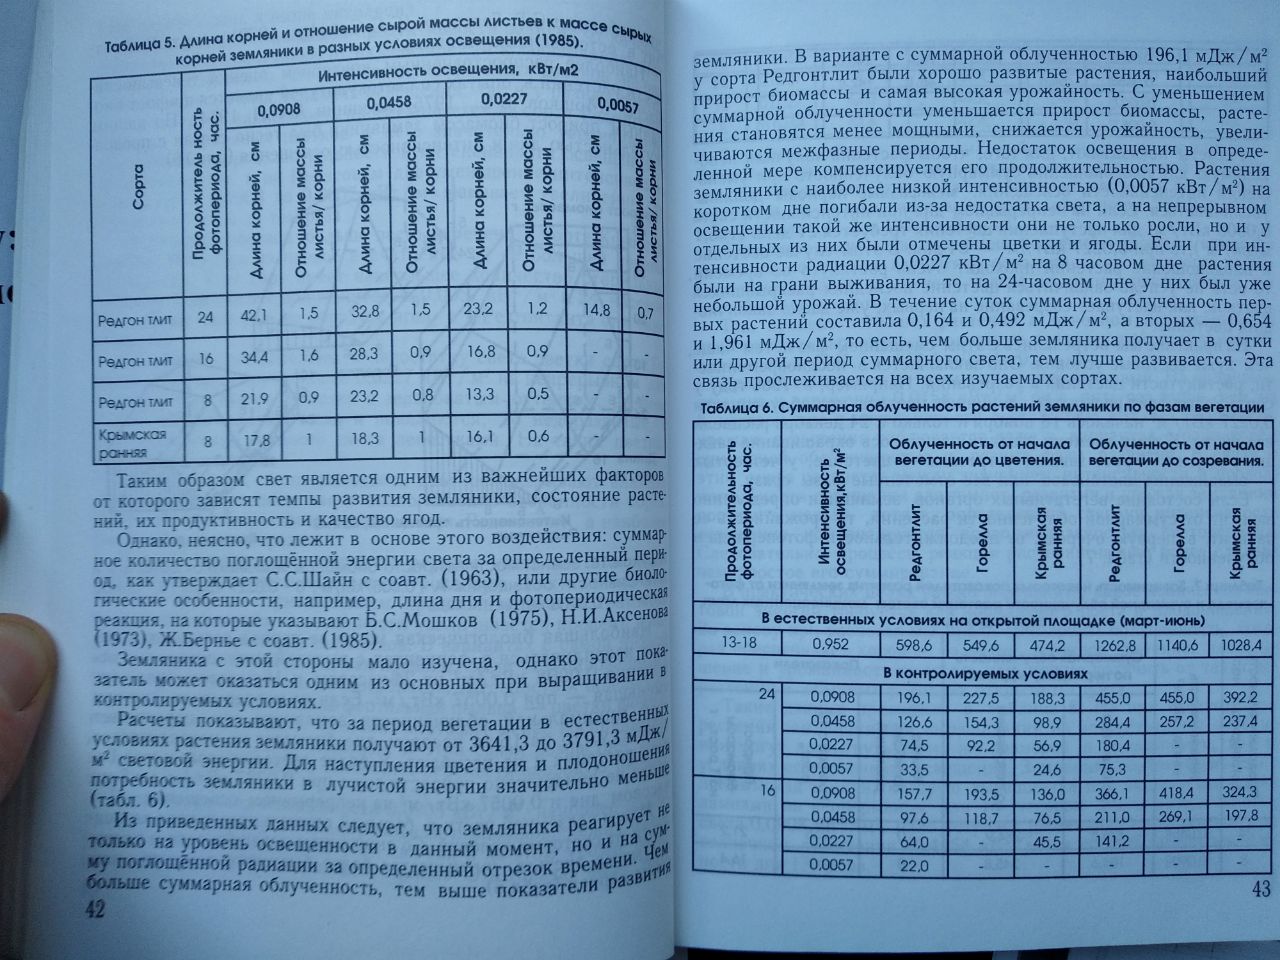 Таблица 5. Длина корней и отношение сырой массы листьев к массе сырых
корней земляники в разных условиях освещения (1985).
Сорта
Продолжитель ность фотопериода, час.
Интенсивность освещения, кВт/м2
0,0908 0,0458 0,0227 0,0057
Длина корней, см
Отношение массы листья/ корни
Длина корней, см
Отношение массы листья/ корни
Длина корней, см
Отношение массы листья/ корни
Длина корней, см
Отношение массы листья/ корни
Редгон тлит 24 42,1 1,5 32,8 1,5 23,2 1,2 14,8 0,7
Редгон тлит 16 34,4 1,6 28,3 0,9 16,8 0,9 - -
Редгон тлит 8 21,9 0,9 23,2 0,8 13,3 0,5 - -
Крымская ранняя 8 17,8 1 18,3 1 16,1 0,6 - -
Таким образом свет является одним из важнейших факторов
от которого зависят темпы развития земляники, состояние расте-
ний, их продуктивность и качество ягод.
Однако, неясно, что лежит в основе этого воздействия: суммар-
ное количество поглощённой энергии света за определенный пери-
од, как утверждает С.С.Шайн с соавт. (1963), или другие биоло-
гические особенности, например, длина дня и фотопериодическая
реакция, на которые указывают Б.С.Мошков (1975), Н.И.Аксенова
(1973), Ж.Бернье с соавт. (1985).
Земляника с этой стороны мало изучена, однако этот пока-
затель может оказаться одним из основных при выращивании в
контролируемых условиях.
Расчеты показывают, что за период вегетации в естественных
условиях растения земляники получают от 3641,3 до 3791,3 мДж/
м² световой энергии. Для наступления цветения и плодоношения
потребность земляники в лучистой энергии значительно меньше
(табл. 6).
Из приведенных данных следует, что земляника реагирует не
только на уровень освещенности в данный момент, но и на сум-
му поглощённой радиации за определенный отрезок времени. Чем
больше суммарная облученность, тем выше показатели развития
42
земляники. В варианте с суммарной облученностью 196,1 мДж/м²
у сорта Редгонтлит были хорошо развитые растения, наибольший
прирост биомассы и самая высокая урожайность. С уменьшением
суммарной облученности уменьшается прирост биомассы, расте-
ния становятся менее мощными, снижается урожайность, увели-
чиваются межфазные периоды. Недостаток освещения в опреде-
ленной мере компенсируется его продолжительностью. Растения
земляники с наиболее низкой интенсивностью (0,0057 кВт/м²) на
коротком дне погибали из-за недостатка света, а на непрерывном
освещении такой же интенсивности они не только росли, но и у
отдельных из них были отмечены цветки и ягоды. Если при ин-
тенсивности радиации 0,0227 кВт/м² на 8 часовом дне растения
были на грани выживания, то на 24-часовом дне у них был уже
небольшой урожай. В течение суток суммарная облученность пер-
вых растений составила 0,164 и 0,492 мДж/м², а вторых — 0,654
и 1,961 мДж/м², то есть, чем больше земляника получает в сутки
или другой период суммарного света, тем лучше развивается. Эта
связь прослеживается на всех изучаемых сортах.
Таблица 6. Суммарная облученность растений земляники по фазам вегетации
Продолжительность фотопериода, час.
Интенсивность освещения,кВт/м²
Облученность от начала вегетации до цветения.
Облученность от начала вегетации до созревания.
Редгонтлит
Горелла
Крымская ранняя
Редгонтлит
Горелла
Крымская ранняя
В естественных условиях на открытой площадке (март-июнь)
13-18 0,952 598,6 549,6 474,2 1262,8 1140,6 1028,4
В контролируемых условиях
24 0,0908 196,1 227,5 188,3 455,0 455,0 392,2
0,0458 126,6 154,3 98,9 284,4 257,2 237,4
0,0227 74,5 92,2 56,9 180,4 - -
0,0057 33,5 - 24,6 75,3 - -
16 0,0908 157,7 193,5 136,0 366,1 418,4 324,3
0,0458 97,6 118,7 76,5 211,0 269,1 197,8
0,0227 64,0 - 45,5 141,2 - -
0,0057 22,0 - - - - -
43